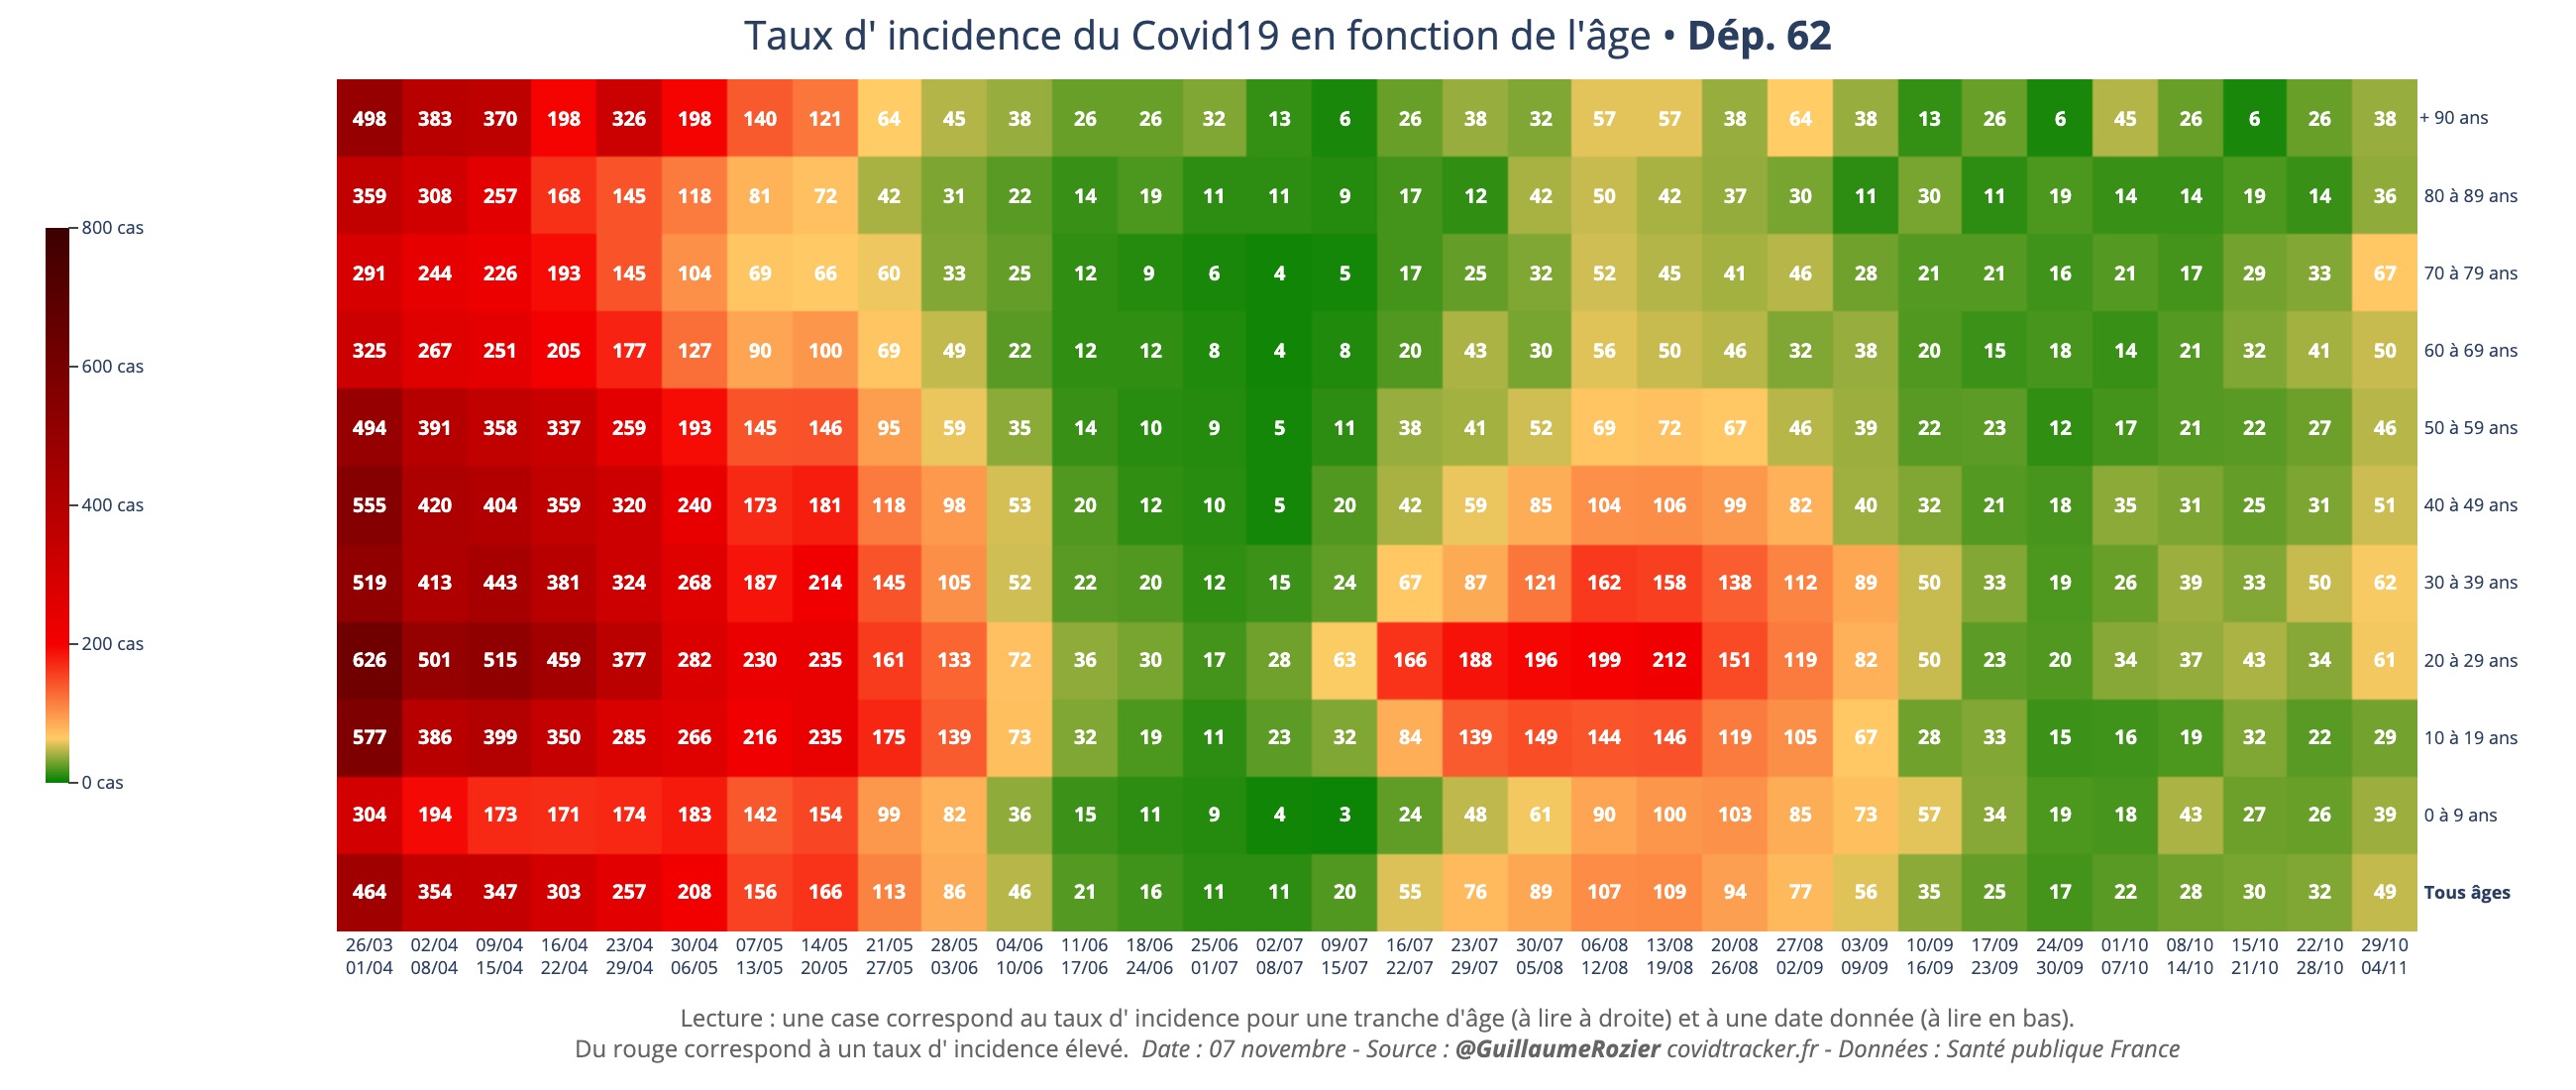 Taux d' incidence du Covid19 en fonction de l'âge • Dép. 62
800 cas
600 cas
400 cas
200 cas
0 cas
498 383 370 198 326 198 140 121 64 45 38 26 26 32 13 6 26 38 32 57 57 38 64 38 13 26 6 45 26 6 26 38 + 90 ans
359 308 257 168 145 118 81 72 42 31 22 14 19 11 11 9 17 12 42 50 42 37 30 11 30 11 19 14 14 19 14 36 80 à 89 ans
291 244 226 193 145 104 69 66 60 33 25 12 9 6 4 5 17 25 32 52 45 41 46 28 21 21 16 21 17 29 33 67 70 à 79 ans
325 267 251 205 177 127 90 100 69 49 22 12 12 8 4 8 20 43 30 56 50 46 32 38 20 15 18 14 21 32 41 50 60 à 69 ans
494 391 358 337 259 193 145 146 95 59 35 14 10 9 5 11 38 41 52 69 72 67 46 39 22 23 12 17 21 22 27 46 50 à 59 ans
555 420 404 359 320 240 173 181 118 98 53 20 12 10 5 20 42 59 85 104 106 99 82 40 32 21 18 35 31 25 31 51 40 à 49 ans
519 413 443 381 324 268 187 214 145 105 52 22 20 12 15 24 67 87 121 162 158 138 112 89 50 33 19 26 39 33 50 62 30 à 39 ans
626 501 515 459 377 282 230 235 161 133 72 36 30 17 28 63 166 188 196 199 212 151 119 82 50 23 20 34 37 43 34 61 20 à 29 ans
577 386 399 350 285 266 216 235 175 139 73 32 19 11 23 32 84 139 149 144 146 119 105 67 28 33 15 16 19 32 22 29 10 à 19 ans
304 194 173 171 174 183 142 154 99 82 36 15 11 9 4 3 24 48 61 90 100 103 85 73 57 34 19 18 43 27 26 39 0 à 9 ans
464 354 347 303 257 208 156 166 113 86 46 21 16 11 11 20 55 76 89 107 109 94 77 56 35 25 17 22 28 30 32 49 Tous âges
26/03 02/04 09/04 16/04 23/04 30/04 07/05 14/05 21/05 28/05 04/06 11/06 18/06 25/06 02/07 09/07 16/07 23/07 30/07 06/08 13/08 20/08 27/08 03/09 10/09 17/09 24/09 01/10 08/10 15/10 22/10 29/10
01/04 08/04 15/04 22/04 29/04 06/05 13/05 20/05 27/05 03/06 10/06 17/06 24/06 01/07 08/07 15/07 22/07 29/07 05/08 12/08 19/08 26/08 02/09 09/09 16/09 23/09 30/09 07/10 14/10 21/10 28/10 04/11
Lecture : une case correspond au taux d' incidence pour une tranche d'âge (à lire à droite) et à une date donnée (à lire en bas).
Du rouge correspond à un taux d' incidence élevé. Date : 07 novembre - Source : @GuillaumeRozier covidtracker.fr - Données : Santé publique France